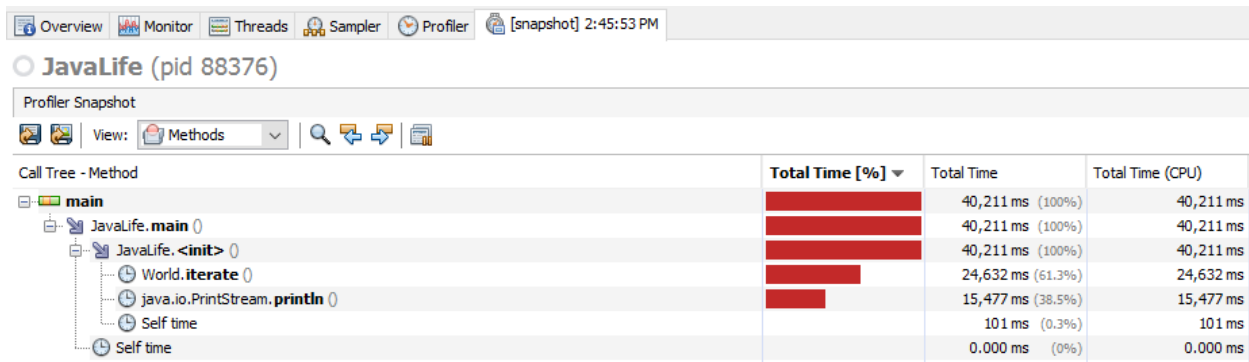 Overview Monitor Threads Sampler Profiler [snapshot] 2:45:53 PM
JavaLife (pid 88376)
Profiler Snapshot
View: Methods
Call Tree - Method Total Time [%] Total Time Total Time (CPU)
main 40,211 ms (100%) 40,211 ms
JavaLife.main () 40,211 ms (100%) 40,211 ms
JavaLife.<init> () 40,211 ms (100%) 40,211 ms
World.iterate () 24,632 ms (61.3%) 24,632 ms
java.io.PrintStream.println () 15,477 ms (38.5%) 15,477 ms
Self time 101 ms (0.3%) 101 ms
Self time 0.000 ms (0%) 0.000 ms